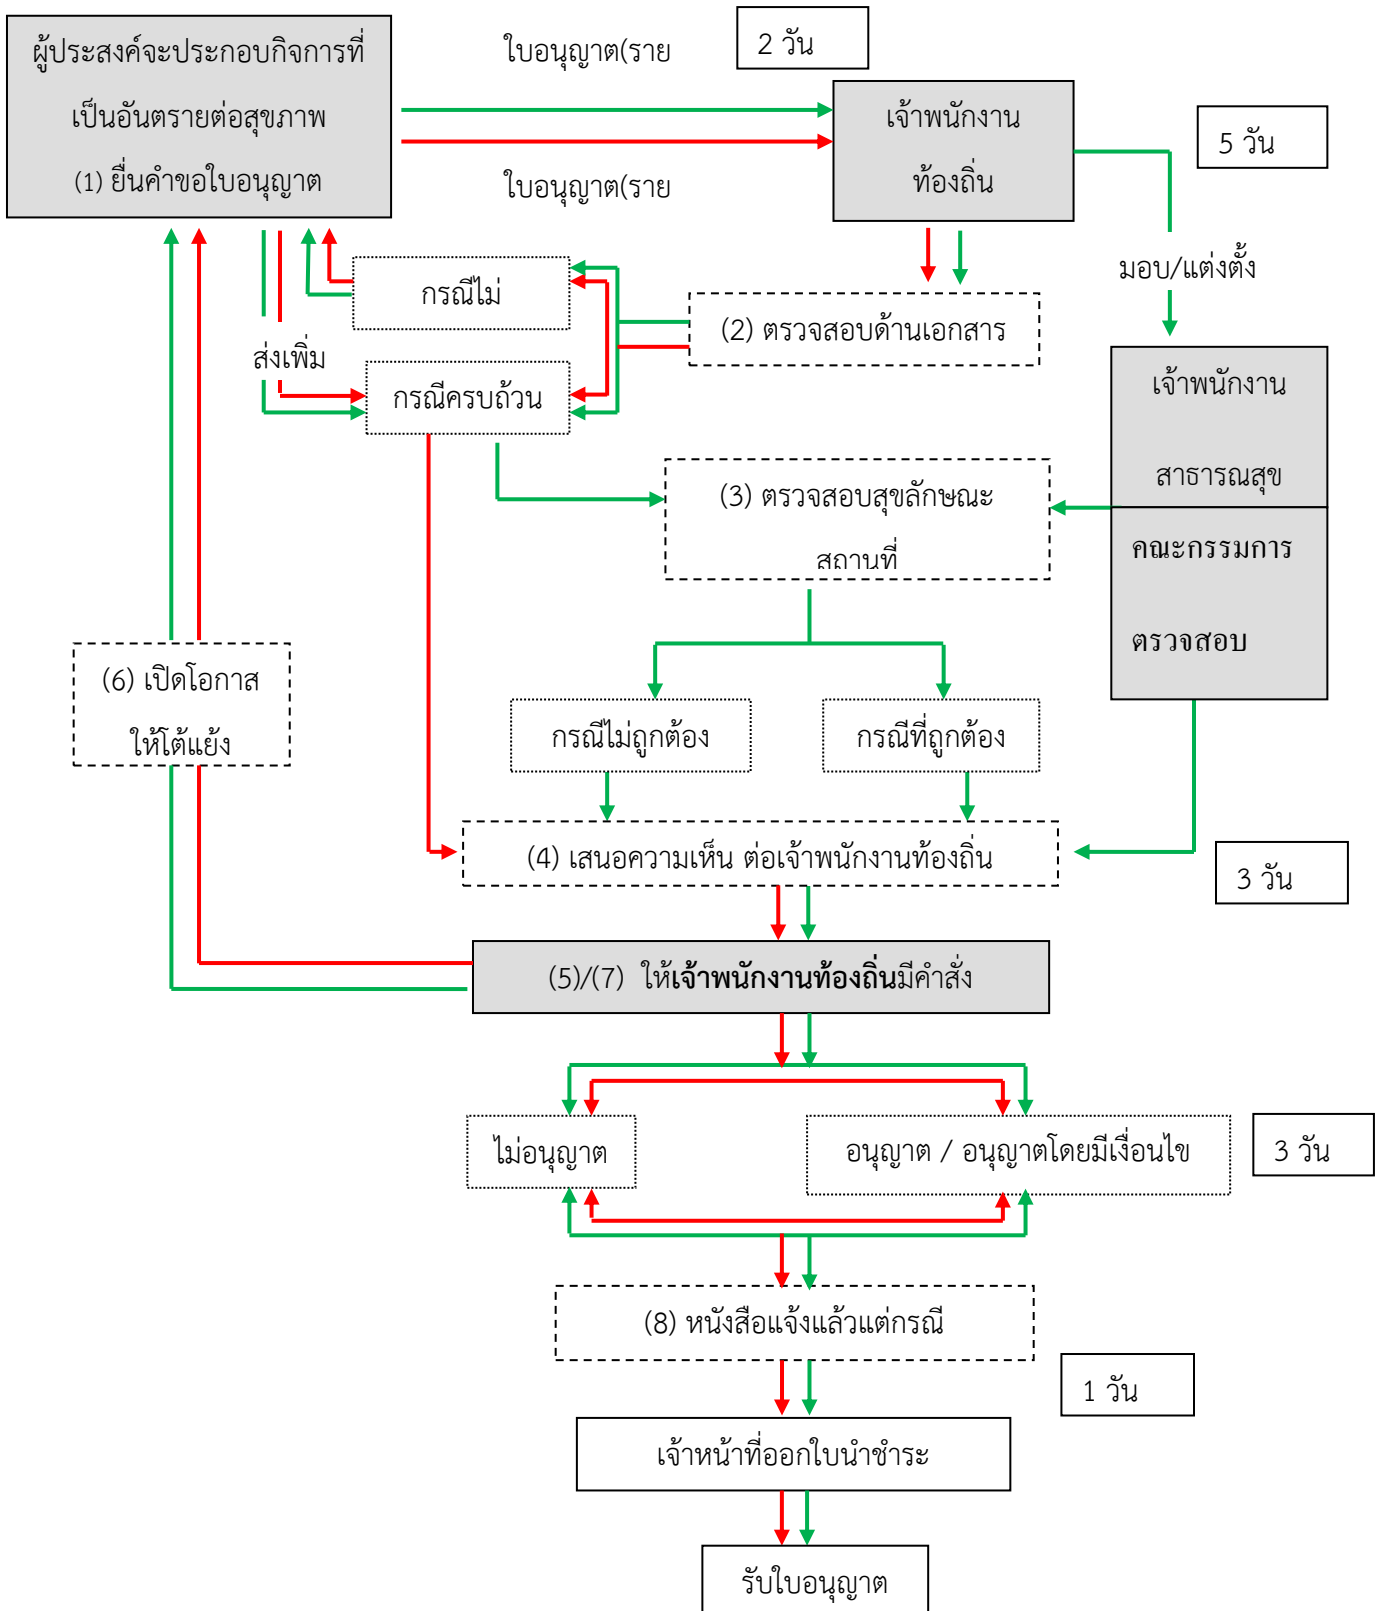 ผู้ประสงค์จะประกอบกิจการที่
เป็นอันตรายต่อสุขภาพ
(1) ยื่นคำขอใบอนุญาต
ใบอนุญาต(ราย
2 วัน
ใบอนุญาต(ราย
เจ้าพนักงาน
ท้องถิ่น
5 วัน
มอบ/แต่งตั้ง
กรณีไม่
(2) ตรวจสอบด้านเอกสาร
ส่งเพิ่ม
กรณีครบถ้วน
เจ้าพนักงาน
สาธารณสุข
(3) ตรวจสอบสุขลักษณะ
สถานที่
คณะกรรมการ
ตรวจสอบ
(6) เปิดโอกาส
ให้โต้แย้ง
กรณีไม่ถูกต้อง
กรณีที่ถูกต้อง
(4) เสนอความเห็น ต่อเจ้าพนักงานท้องถิ่น
3 วัน
(5)/(7) ให้เจ้าพนักงานท้องถิ่นมีคำสั่ง
ไม่อนุญาต
อนุญาต / อนุญาตโดยมีเงื่อนไข
3 วัน
(8) หนังสือแจ้งแล้วแต่กรณี
1 วัน
เจ้าหน้าที่ออกใบนำชำระ
รับใบอนุญาต